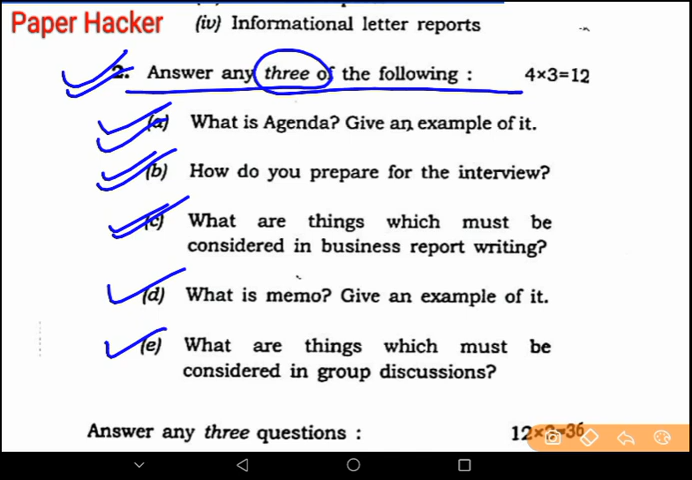 Paper Hacker
(iv) Informational letter reports
2. Answer any three of the following : 4×3=12
(a) What is Agenda? Give an example of it.
(b) How do you prepare for the interview?
(c) What are things which must be
considered in business report writing?
(d) What is memo? Give an example of it.
(e) What are things which must be
considered in group discussions?
Answer any three questions : 12×3=36